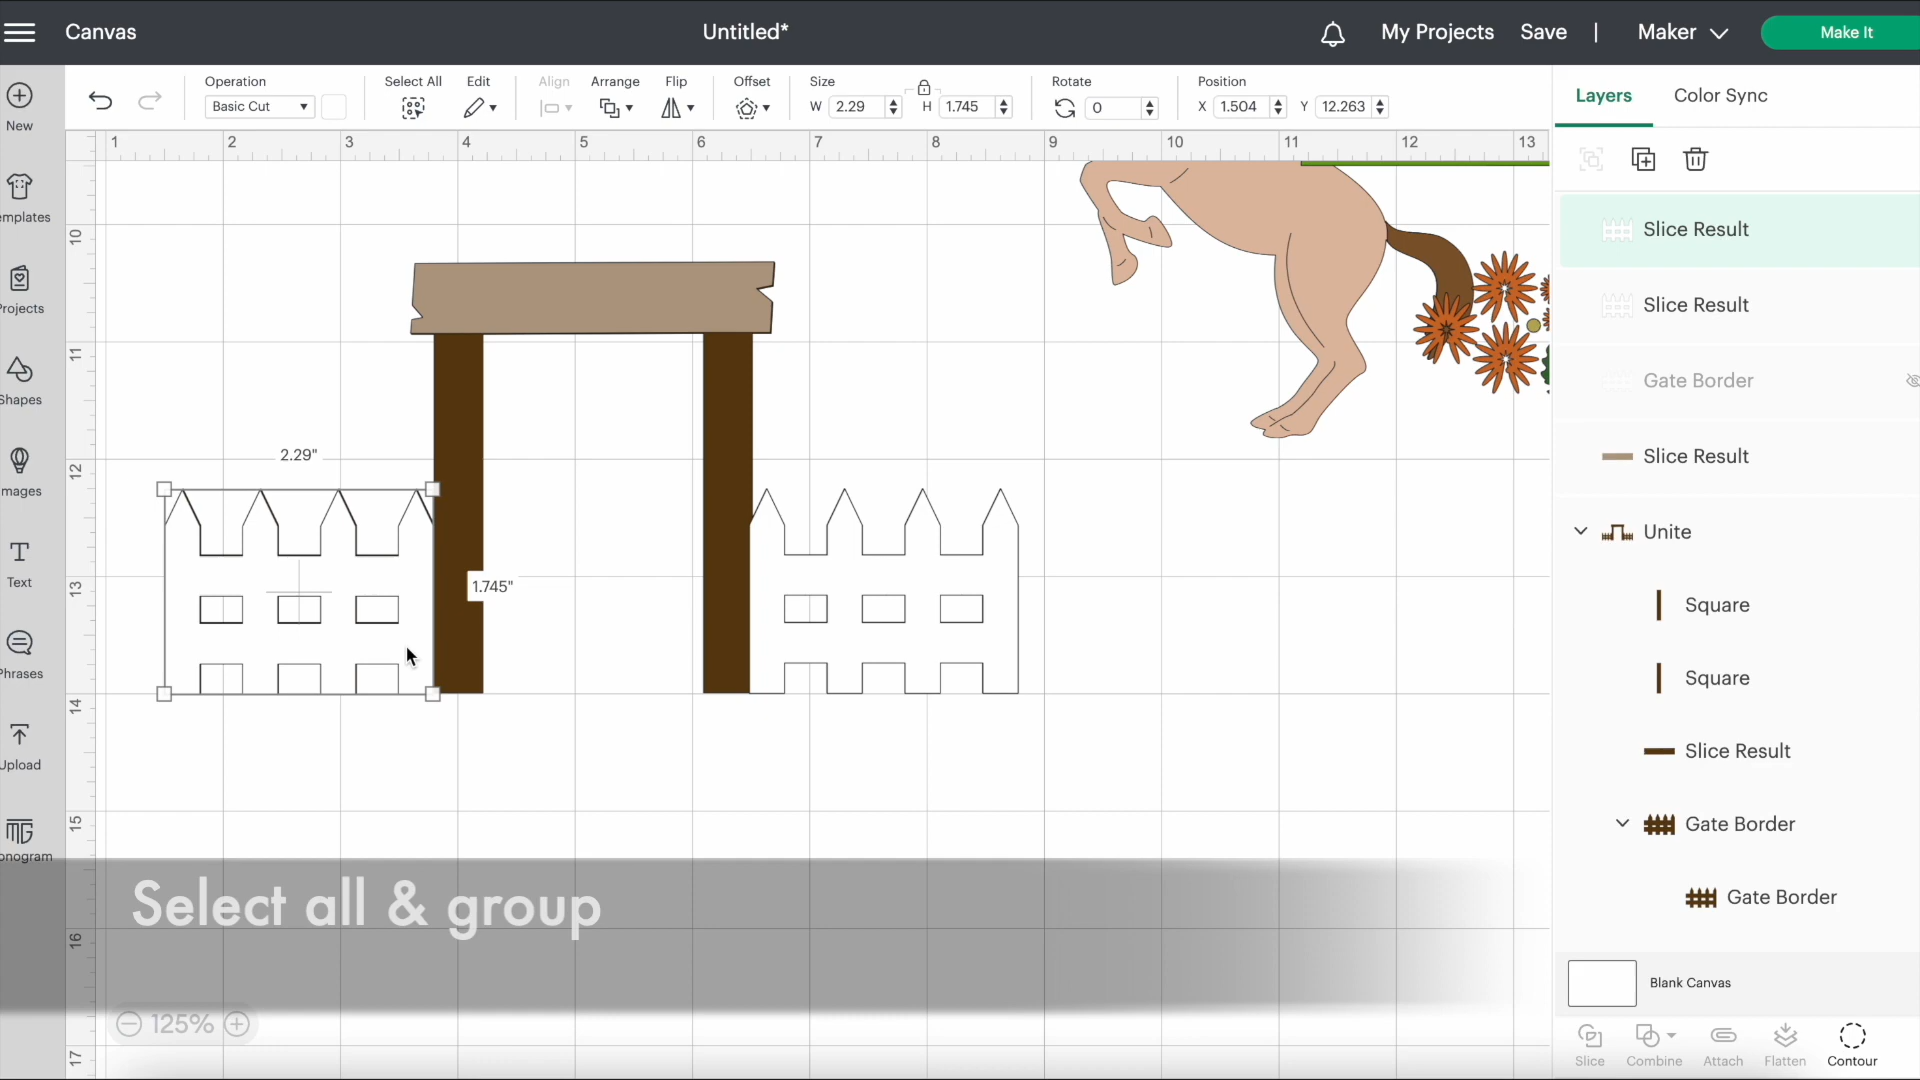 Canvas
Untitled*
My Projects
Save
|
Maker
Make It
Operation
Basic Cut
Select All
Edit
Align
Arrange
Flip
Offset
Size
W 2.29
H 1.745
Rotate
0
Position
X 1.504
Y 12.263
Layers
Color Sync
New
emplates
rojects
Shapes
mages
Text
hrases
Upload
onogram
1 2 3 4 5 6 7 8 9 10 11 12 13
10
11
12
13
14
15
16
17
2.29"
1.745"
Slice Result
Slice Result
Gate Border
Slice Result
Unite
Square
Square
Slice Result
Gate Border
Gate Border
Blank Canvas
Select all & group
125%
Slice
Combine
Attach
Flatten
Contour